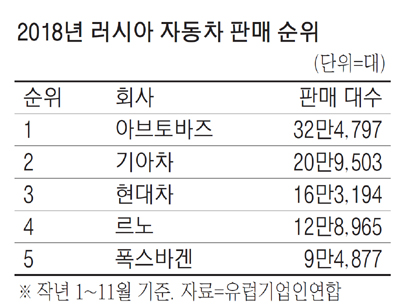 2018년 러시아 자동차 판매 순위
(단위=대)
순위 회사 판매 대수
1 아브토바즈 32만4,797
2 기아차 20만9,503
3 현대차 16만3,194
4 르노 12만8,965
5 폭스바겐 9만4,877
※ 작년 1~11월 기준. 자료=유럽기업인연합